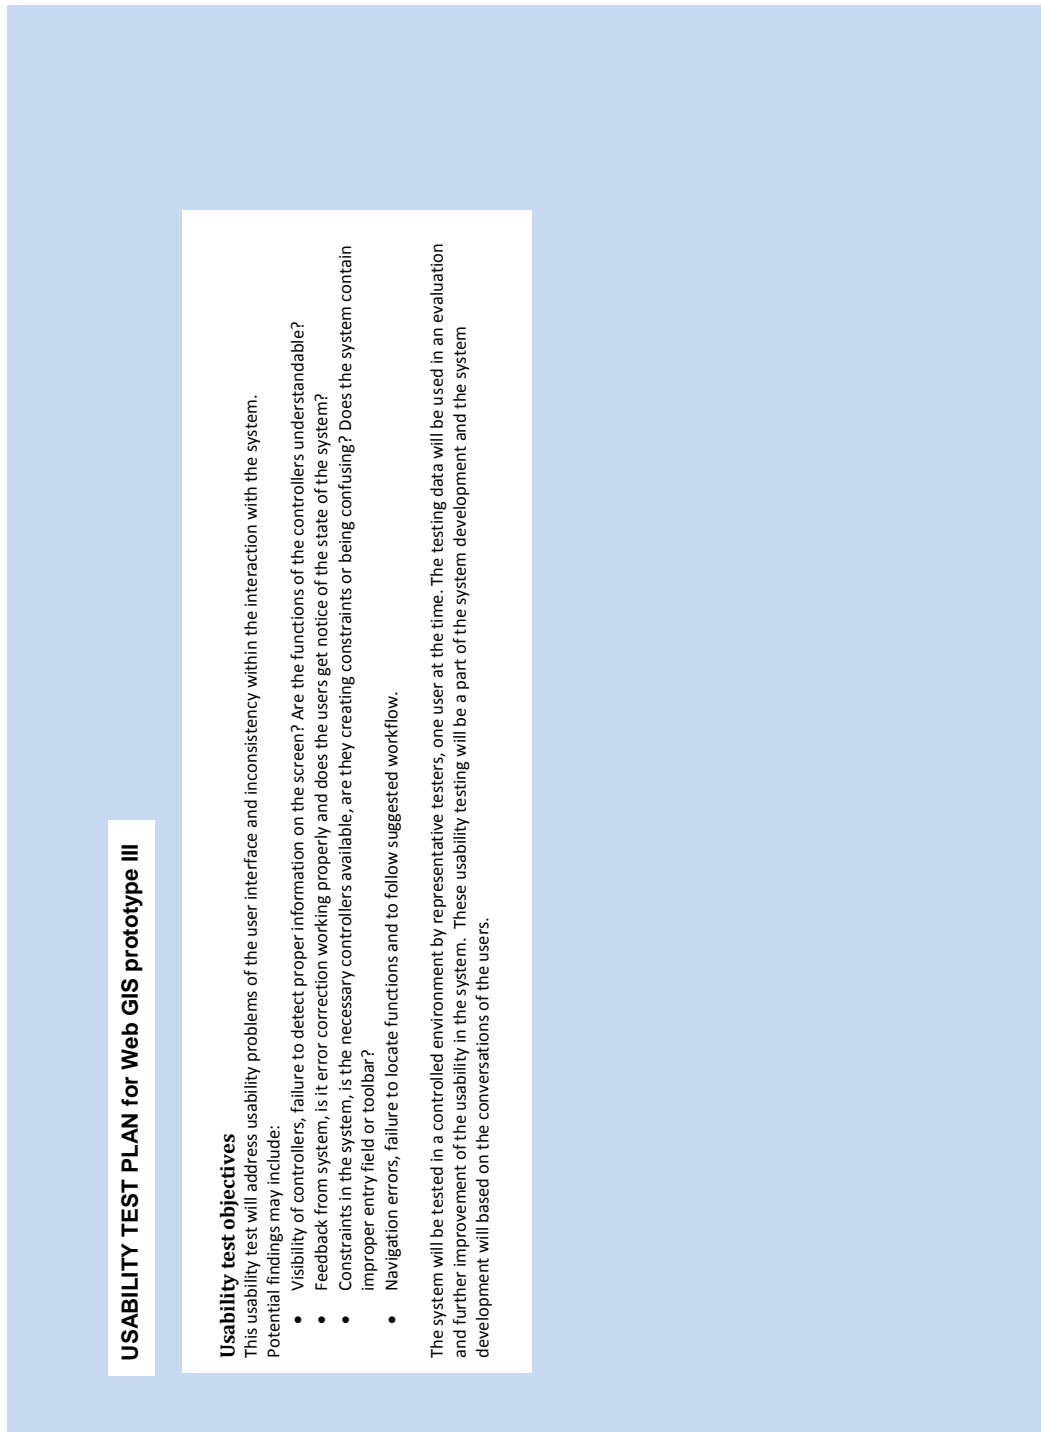 USABILITY TEST PLAN for Web GIS prototype III
Usability test objectives
This usability test will address usability problems of the user interface and inconsistency within the interaction with the system.
Potential findings may include:
• Visibility of controllers, failure to detect proper information on the screen? Are the functions of the controllers understandable?
• Feedback from system, is it error correction working properly and does the users get notice of the state of the system?
• Constraints in the system, is the necessary controllers available, are they creating constraints or being confusing? Does the system contain
improper entry field or toolbar?
• Navigation errors, failure to locate functions and to follow suggested workflow.
The system will be tested in a controlled environment by representative testers, one user at the time. The testing data will be used in an evaluation
and further improvement of the usability in the system. These usability testing will be a part of the system development and the system
development will based on the conversations of the users.